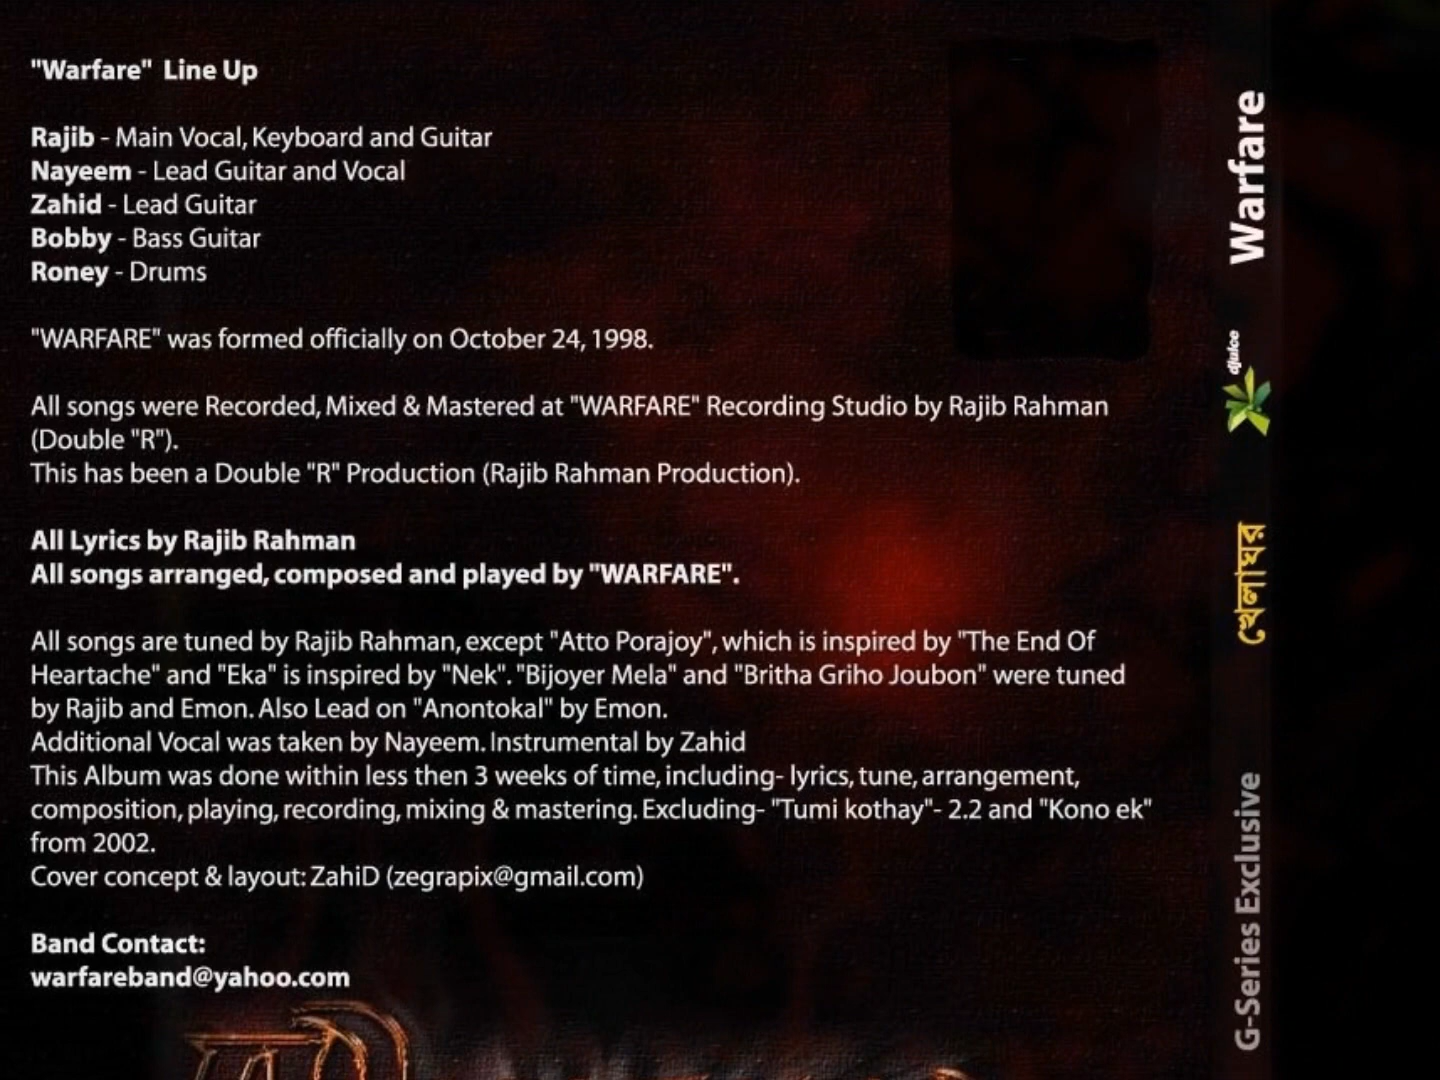 "Warfare"  Line Up
Rajib - Main Vocal, Keyboard and Guitar
Nayeem - Lead Guitar and Vocal
Zahid - Lead Guitar
Bobby - Bass Guitar
Roney - Drums
"WARFARE" was formed officially on October 24, 1998.
All songs were Recorded, Mixed & Mastered at "WARFARE" Recording Studio by Rajib Rahman
(Double "R").
This has been a Double "R" Production (Rajib Rahman Production).
All Lyrics by Rajib Rahman
All songs arranged, composed and played by "WARFARE".
All songs are tuned by Rajib Rahman, except "Atto Porajoy", which is inspired by "The End Of
Heartache" and "Eka" is inspired by "Nek". "Bijoyer Mela" and "Britha Griho Joubon" were tuned
by Rajib and Emon. Also Lead on "Anontokal" by Emon.
Additional Vocal was taken by Nayeem. Instrumental by Zahid
This Album was done within less then 3 weeks of time, including- lyrics, tune, arrangement,
composition, playing, recording, mixing & mastering. Excluding- "Tumi kothay"- 2.2 and "Kono ek"
from 2002.
Cover concept & layout: ZahiD (zegrapix@gmail.com)
Band Contact:
warfareband@yahoo.com
Warfare
djuice
খেলাঘর
G-Series Exclusive